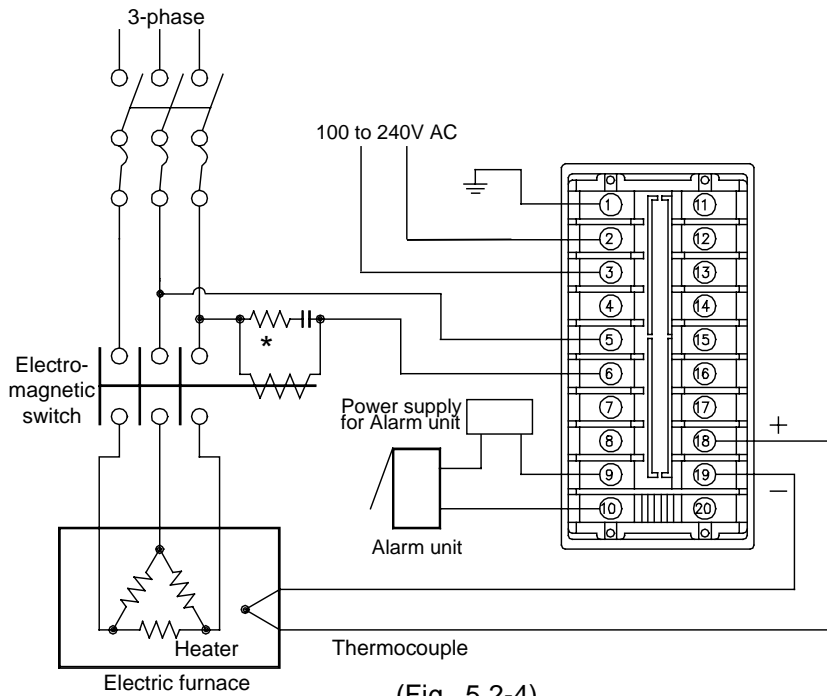 3-phase
100 to 240V AC
1
11
2
12
3
13
4
14
5
15
*
6
16
Electro-
magnetic
switch
Power supply
for Alarm unit
7
17
8
18
+
9
19
−
10
20
Alarm unit
Heater
Thermocouple
Electric furnace
(Fig. 5.2-4)